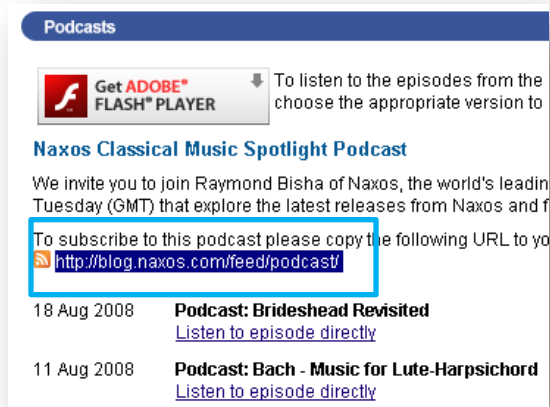 Podcasts
Get ADOBE® FLASH® PLAYER
To listen to the episodes from the
choose the appropriate version to
Naxos Classical Music Spotlight Podcast
We invite you to join Raymond Bisha of Naxos, the world's leadin
Tuesday (GMT) that explore the latest releases from Naxos and f
To subscribe to this podcast please copy the following URL to yo
http://blog.naxos.com/feed/podcast/
18 Aug 2008 Podcast: Brideshead Revisited
Listen to episode directly
11 Aug 2008 Podcast: Bach - Music for Lute-Harpsichord
Listen to episode directly